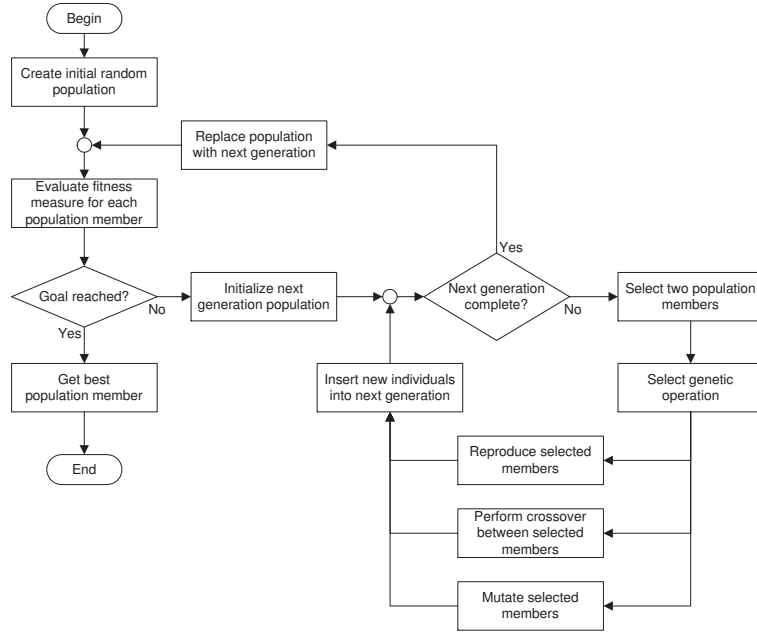 Begin
Create initial random
population
Replace population
with next generation
Evaluate fitness
measure for each
population member
Yes
Goal reached?
No
Initialize next
generation population
Next generation
complete?
No
Select two population
members
Yes
Get best
population member
Insert new individuals
into next generation
Select genetic
operation
End
Reproduce selected
members
Perform crossover
between selected
members
Mutate selected
members